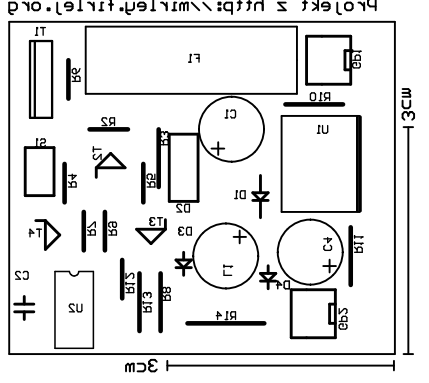 Projekt z http://mirley.firlej.org
T1
F1
GP1
R6
R10
C1
U1
R2
R3
S1
T2
R4
R5
D2
D1
3cm
T4
R7
R9
T3
D3
L1
C4
R11
C2
U2
R12
R13
R8
D4
R14
GP2
3cm